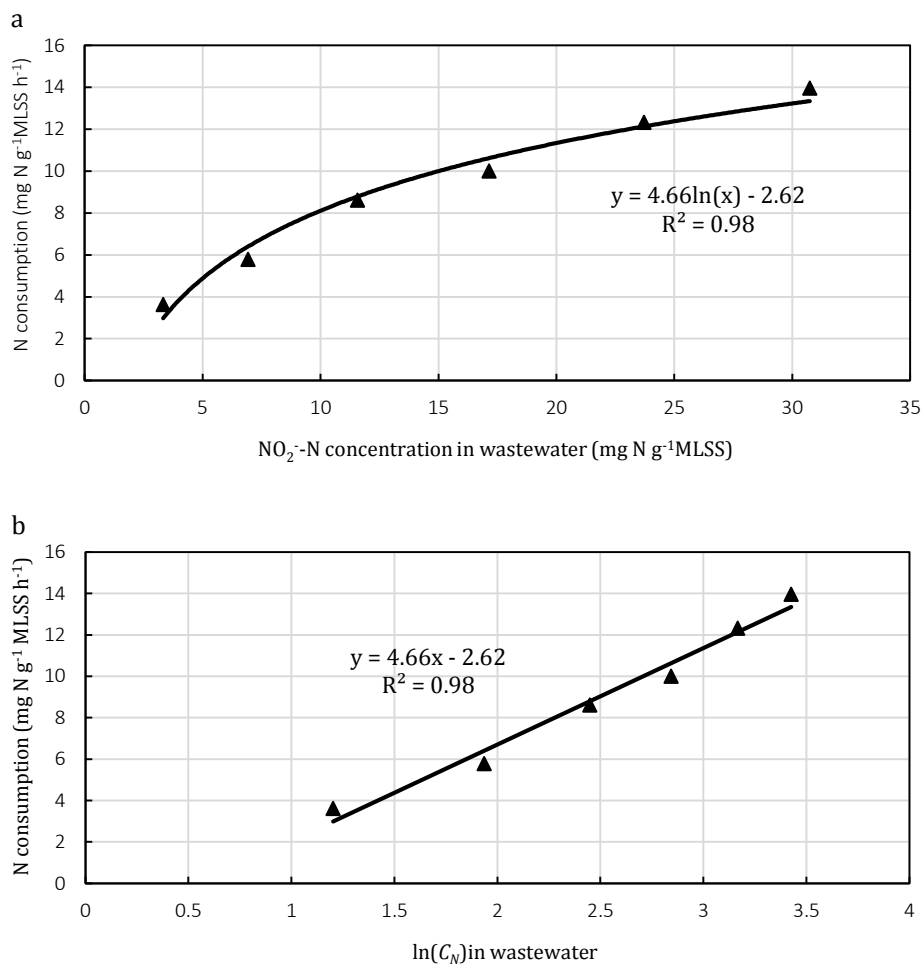 a
16
14
12
10
8
6
4
2
0
N consumption (mg N g⁻¹MLSS h⁻¹)
y = 4.66ln(x) - 2.62
R² = 0.98
0 5 10 15 20 25 30 35
NO₂⁻-N concentration in wastewater (mg N g⁻¹MLSS)
b
16
14
12
10
8
6
4
2
0
N consumption (mg N g⁻¹ MLSS h⁻¹)
y = 4.66x - 2.62
R² = 0.98
0 0.5 1 1.5 2 2.5 3 3.5 4
ln(C_N)in wastewater